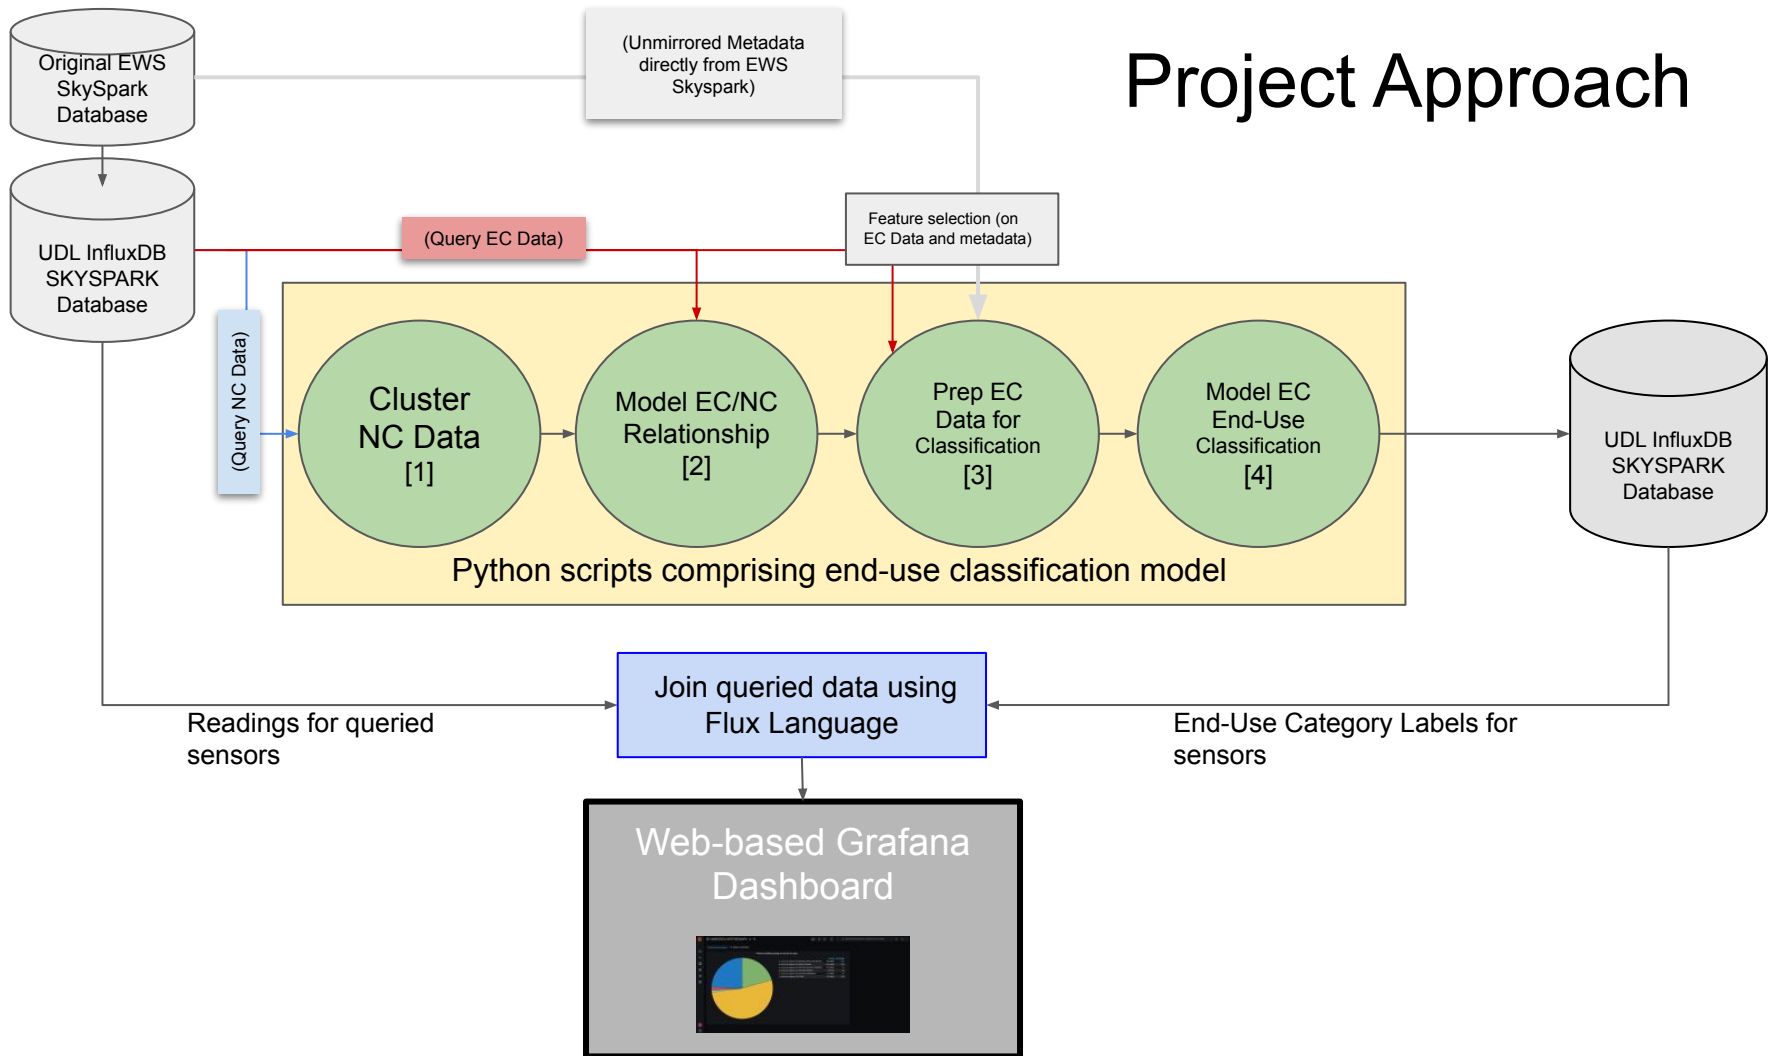 Project Approach
Original EWS
SkySpark
Database
(Unmirrored Metadata
directly from EWS
Skyspark)
UDL InfluxDB
SKYSPARK
Database
(Query EC Data)
Feature selection (on
EC Data and metadata)
(Query NC Data)
Cluster
NC Data
[1]
Model EC/NC
Relationship
[2]
Prep EC
Data for
Classification
[3]
Model EC
End-Use
Classification
[4]
Python scripts comprising end-use classification model
UDL InfluxDB
SKYSPARK
Database
Readings for queried
sensors
Join queried data using
Flux Language
End-Use Category Labels for
sensors
Web-based Grafana
Dashboard